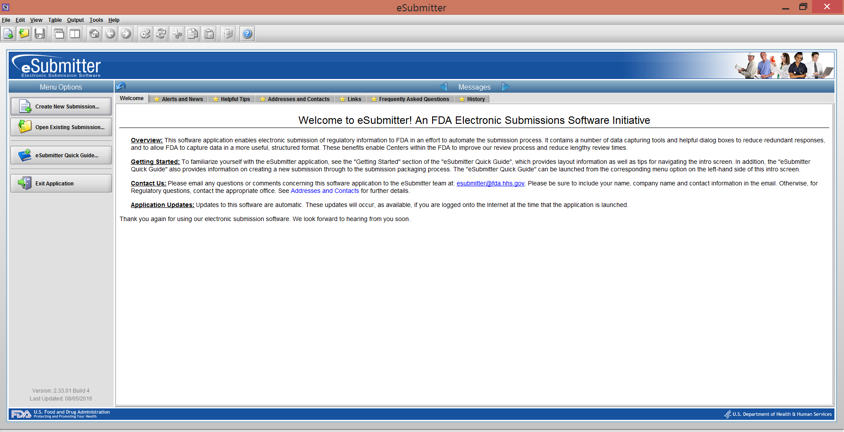 eSubmitter
File Edit View Table Output Tools Help
eSubmitter
Electronic Submission Software
Menu Options
Messages
Welcome
Alerts and News
Helpful Tips
Addresses and Contacts
Links
Frequently Asked Questions
History
Create New Submission...
Open Existing Submission...
eSubmitter Quick Guide...
Exit Application
Welcome to eSubmitter! An FDA Electronic Submissions Software Initiative
Overview: This software application enables electronic submission of regulatory information to FDA in an effort to automate the submission process. It contains a number of data capturing tools and helpful dialog boxes to reduce redundant responses,
and to allow FDA to capture data in a more useful, structured format. These benefits enable Centers within the FDA to improve our review process and reduce lengthy review times.
Getting Started: To familiarize yourself with the eSubmitter application, see the "Getting Started" section of the "eSubmitter Quick Guide", which provides layout information as well as tips for navigating the intro screen. In addition, the "eSubmitter
Quick Guide" also provides information on creating a new submission through to the submission packaging process. The "eSubmitter Quick Guide" can be launched from the corresponding menu option on the left-hand side of this intro screen.
Contact Us: Please email any questions or comments concerning this software application to the eSubmitter team at: esubmitter@fda.hhs.gov. Please be sure to include your name, company name and contact information in the email. Otherwise, for
Regulatory questions, contact the appropriate office. See Addresses and Contacts for further details.
Application Updates: Updates to this software are automatic. These updates will occur, as available, if you are logged onto the Internet at the time that the application is launched.
Thank you again for using our electronic submission software. We look forward to hearing from you soon.
Version: 2.33.01 Build 4
Last Updated: 08/05/2016
FDA U.S. Food and Drug Administration
Protecting and Promoting Your Health
U.S. Department of Health & Human Services